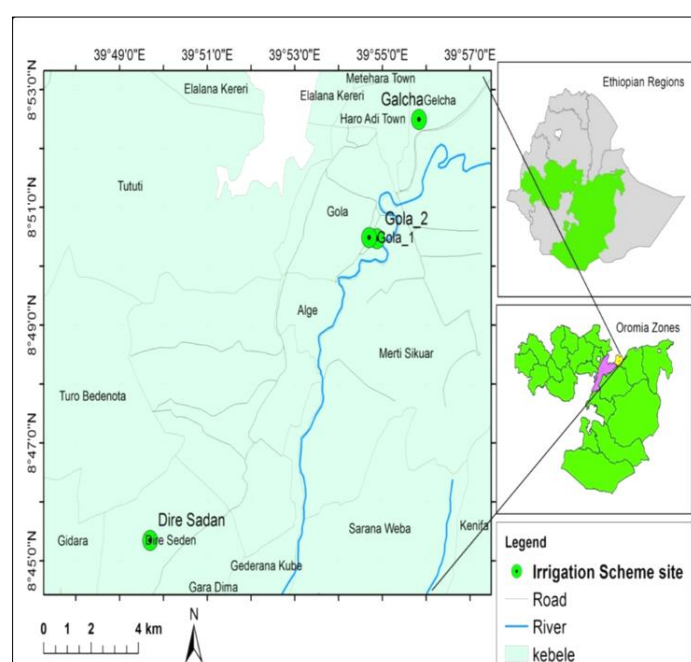 39°49'0"E 39°51'0"E 39°53'0"E 39°55'0"E 39°57'0"E
8°53'0"N
8°51'0"N
8°49'0"N
8°47'0"N
8°45'0"N
Metehara Town
Elalana Kereri
Elalana Kereri
Galcha
Gelcha
Haro Adi Town
Tututi
Gola
Gola_2
Gola_1
Alge
Merti Sikuar
Turo Bedenota
Dire Sadan
Dire Seden
Gidara
Sarana Weba
Kenifa
Gederana Kube
Gara Dima
0 1 2 4 km
N
Ethiopian Regions
Oromia Zones
Legend
Irrigation Scheme site
Road
River
kebele